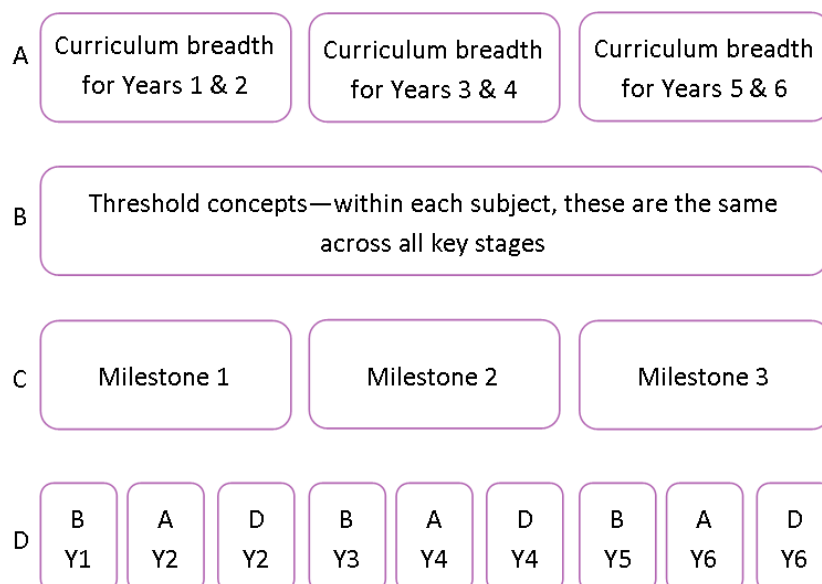 A
Curriculum breadth
for Years 1 & 2
Curriculum breadth
for Years 3 & 4
Curriculum breadth
for Years 5 & 6
B
Threshold concepts—within each subject, these are the same
across all key stages
C
Milestone 1
Milestone 2
Milestone 3
D
B
Y1
A
Y2
D
Y2
B
Y3
A
Y4
D
Y4
B
Y5
A
Y6
D
Y6